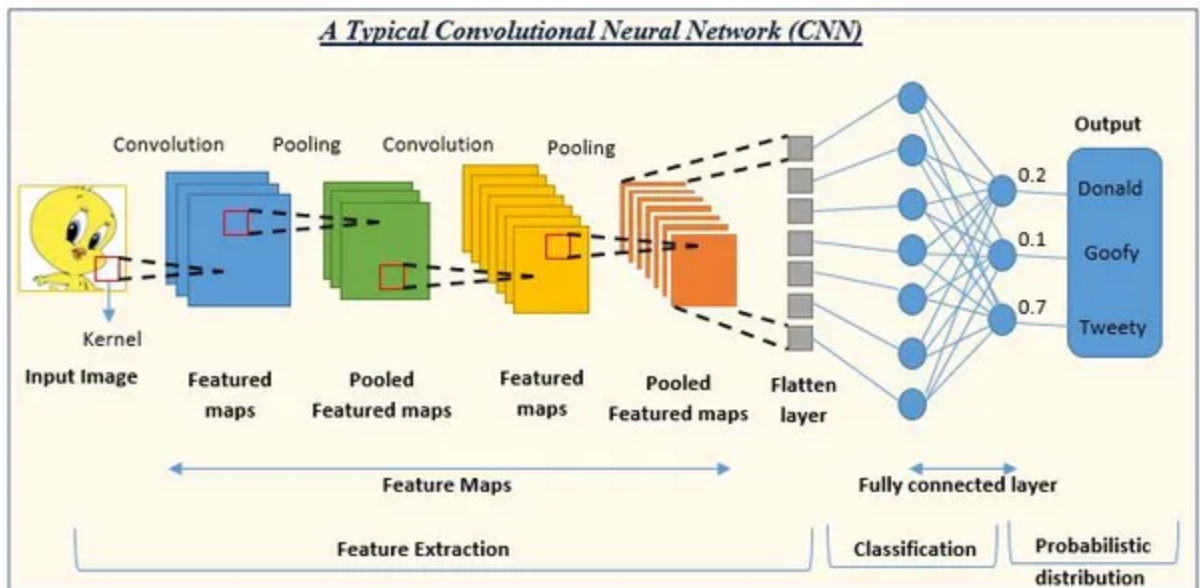 A Typical Convolutional Neural Network (CNN)
Convolution
Pooling
Convolution
Pooling
Output
0.2
Donald
0.1
Goofy
0.7
Tweety
Kernel
Input Image
Featured
maps
Pooled
Featured maps
Featured
maps
Pooled
Featured maps
Flatten
layer
Feature Maps
Fully connected layer
Feature Extraction
Classification
Probabilistic
distribution